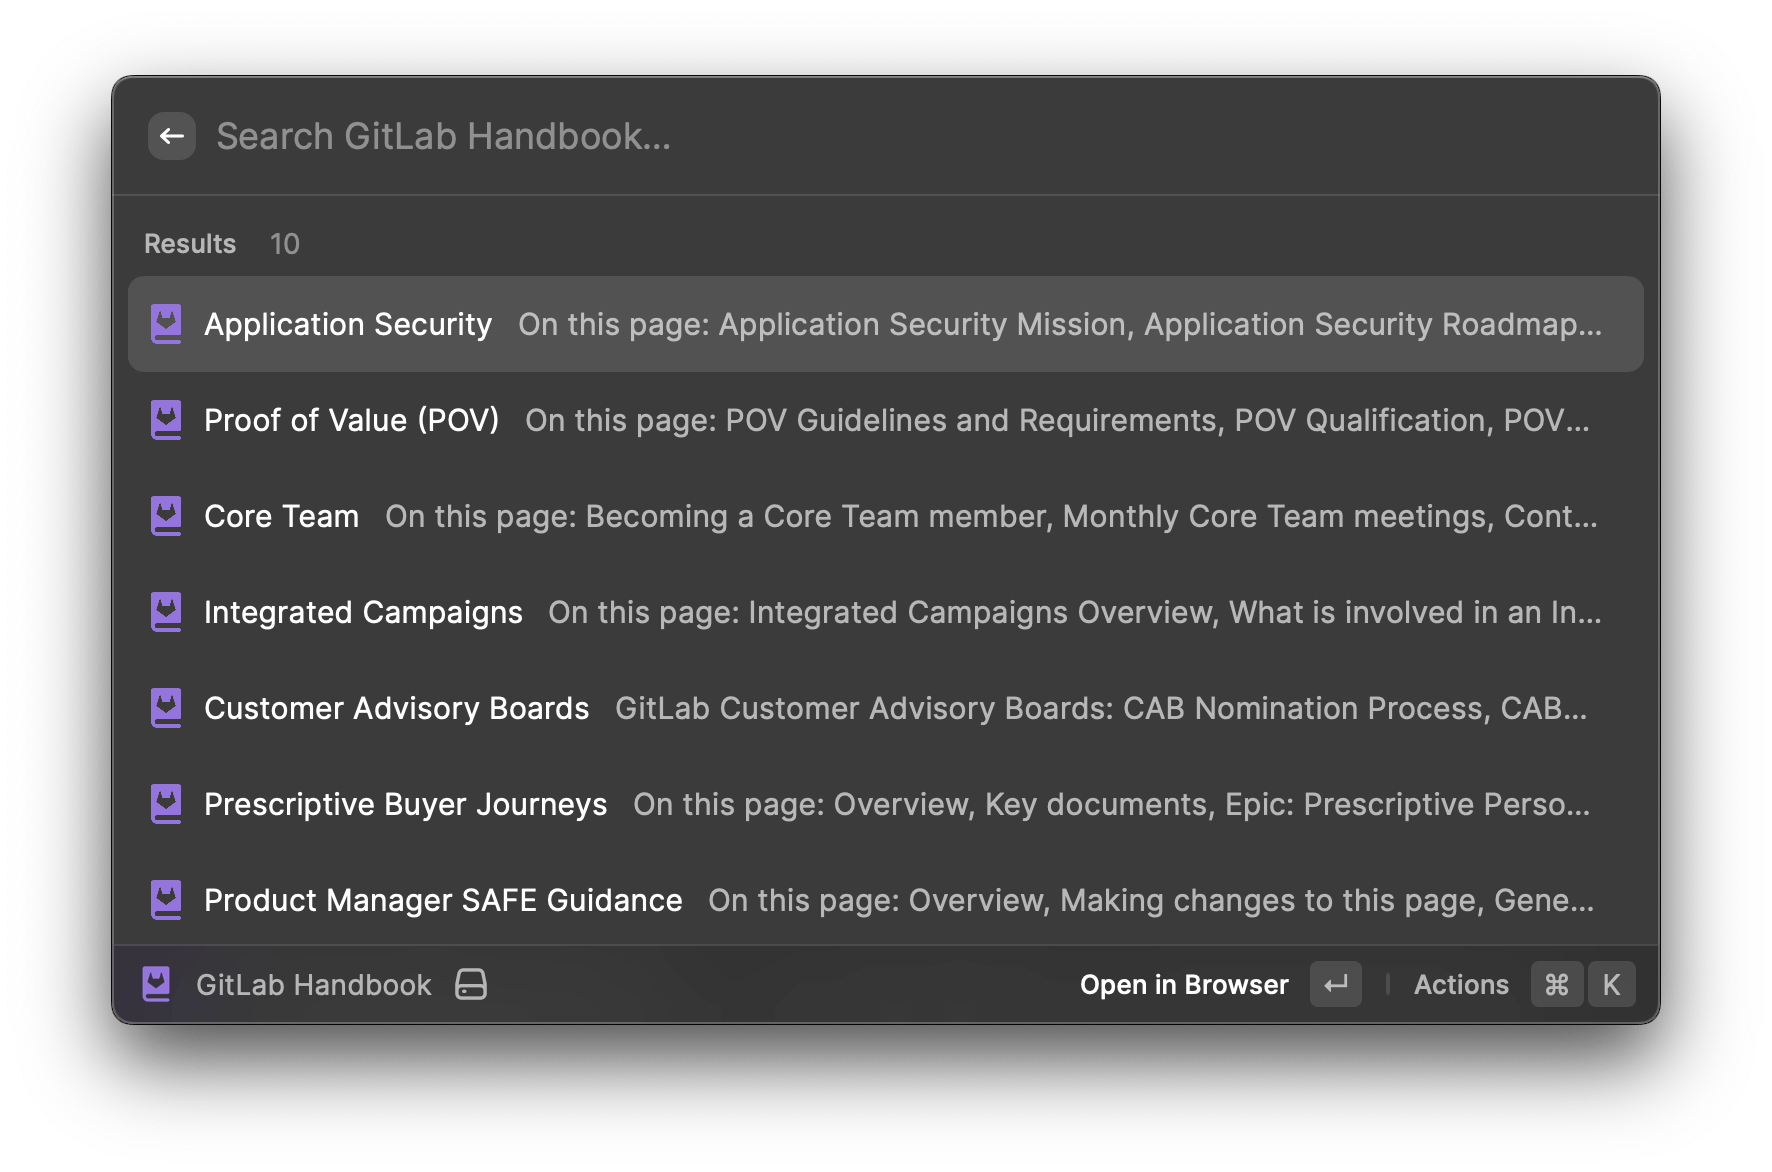 Search GitLab Handbook...
Results 10
Application Security On this page: Application Security Mission, Application Security Roadmap...
Proof of Value (POV) On this page: POV Guidelines and Requirements, POV Qualification, POV...
Core Team On this page: Becoming a Core Team member, Monthly Core Team meetings, Cont...
Integrated Campaigns On this page: Integrated Campaigns Overview, What is involved in an In...
Customer Advisory Boards GitLab Customer Advisory Boards: CAB Nomination Process, CAB...
Prescriptive Buyer Journeys On this page: Overview, Key documents, Epic: Prescriptive Perso...
Product Manager SAFE Guidance On this page: Overview, Making changes to this page, Gene...
GitLab Handbook Open in Browser ↵ Actions ⌘ K